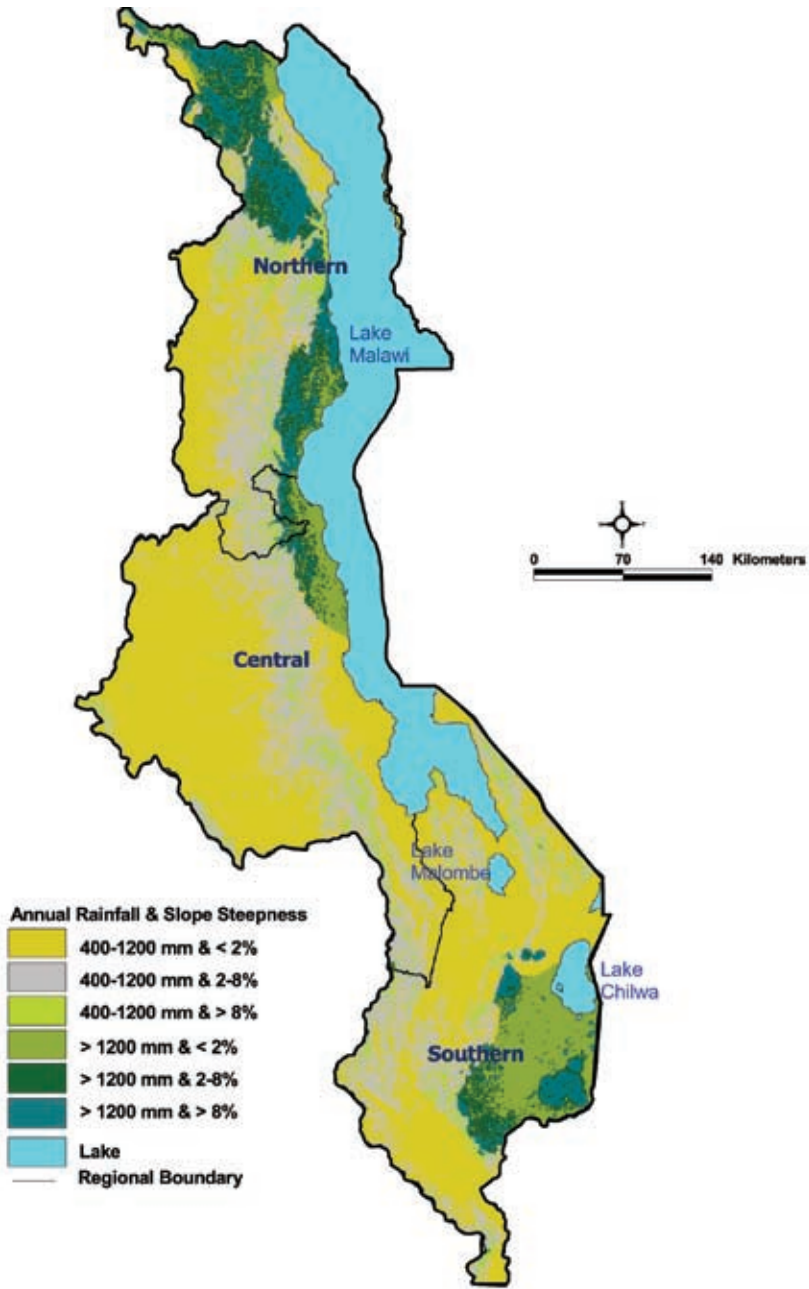 Northern
Lake
Malawi
0 70 140 Kilometers
Central
Lake
Malombe
Annual Rainfall & Slope Steepness
400-1200 mm & < 2%
400-1200 mm & 2-8%
400-1200 mm & > 8%
> 1200 mm & < 2%
> 1200 mm & 2-8%
> 1200 mm & > 8%
Lake
Regional Boundary
Lake
Chilwa
Southern